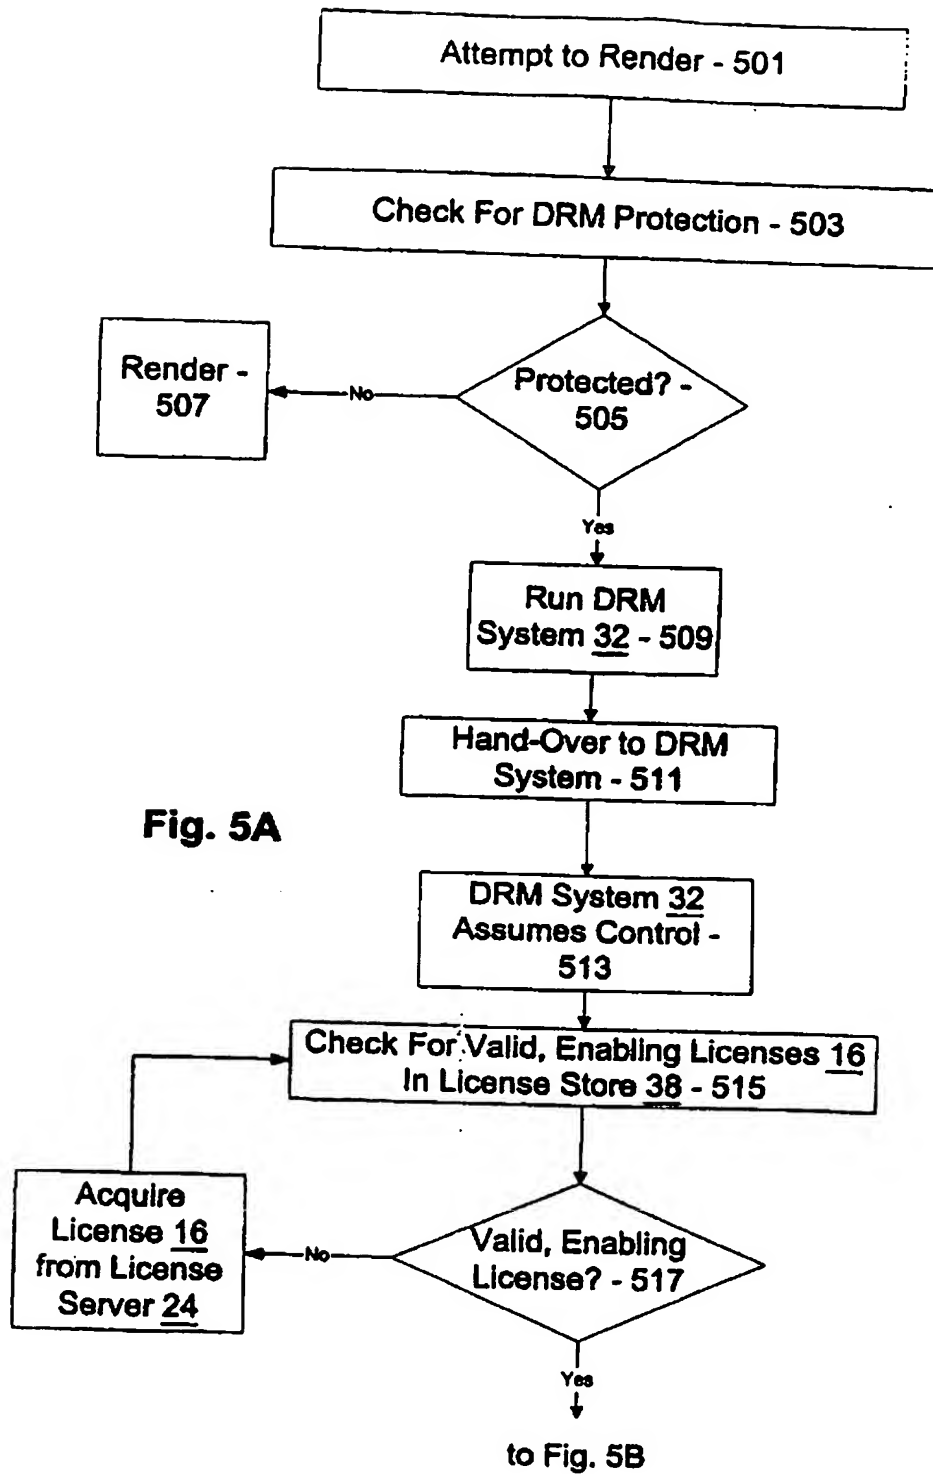 Attempt to Render - 501
Check For DRM Protection - 503
Protected? -
505
No
Render -
507
Yes
Run DRM
System 32 - 509
Hand-Over to DRM
System - 511
Fig. 5A
DRM System 32
Assumes Control -
513
Check For Valid, Enabling Licenses 16
In License Store 38 - 515
Valid, Enabling
License? - 517
No
Acquire
License 16
from License
Server 24
Yes
to Fig. 5B